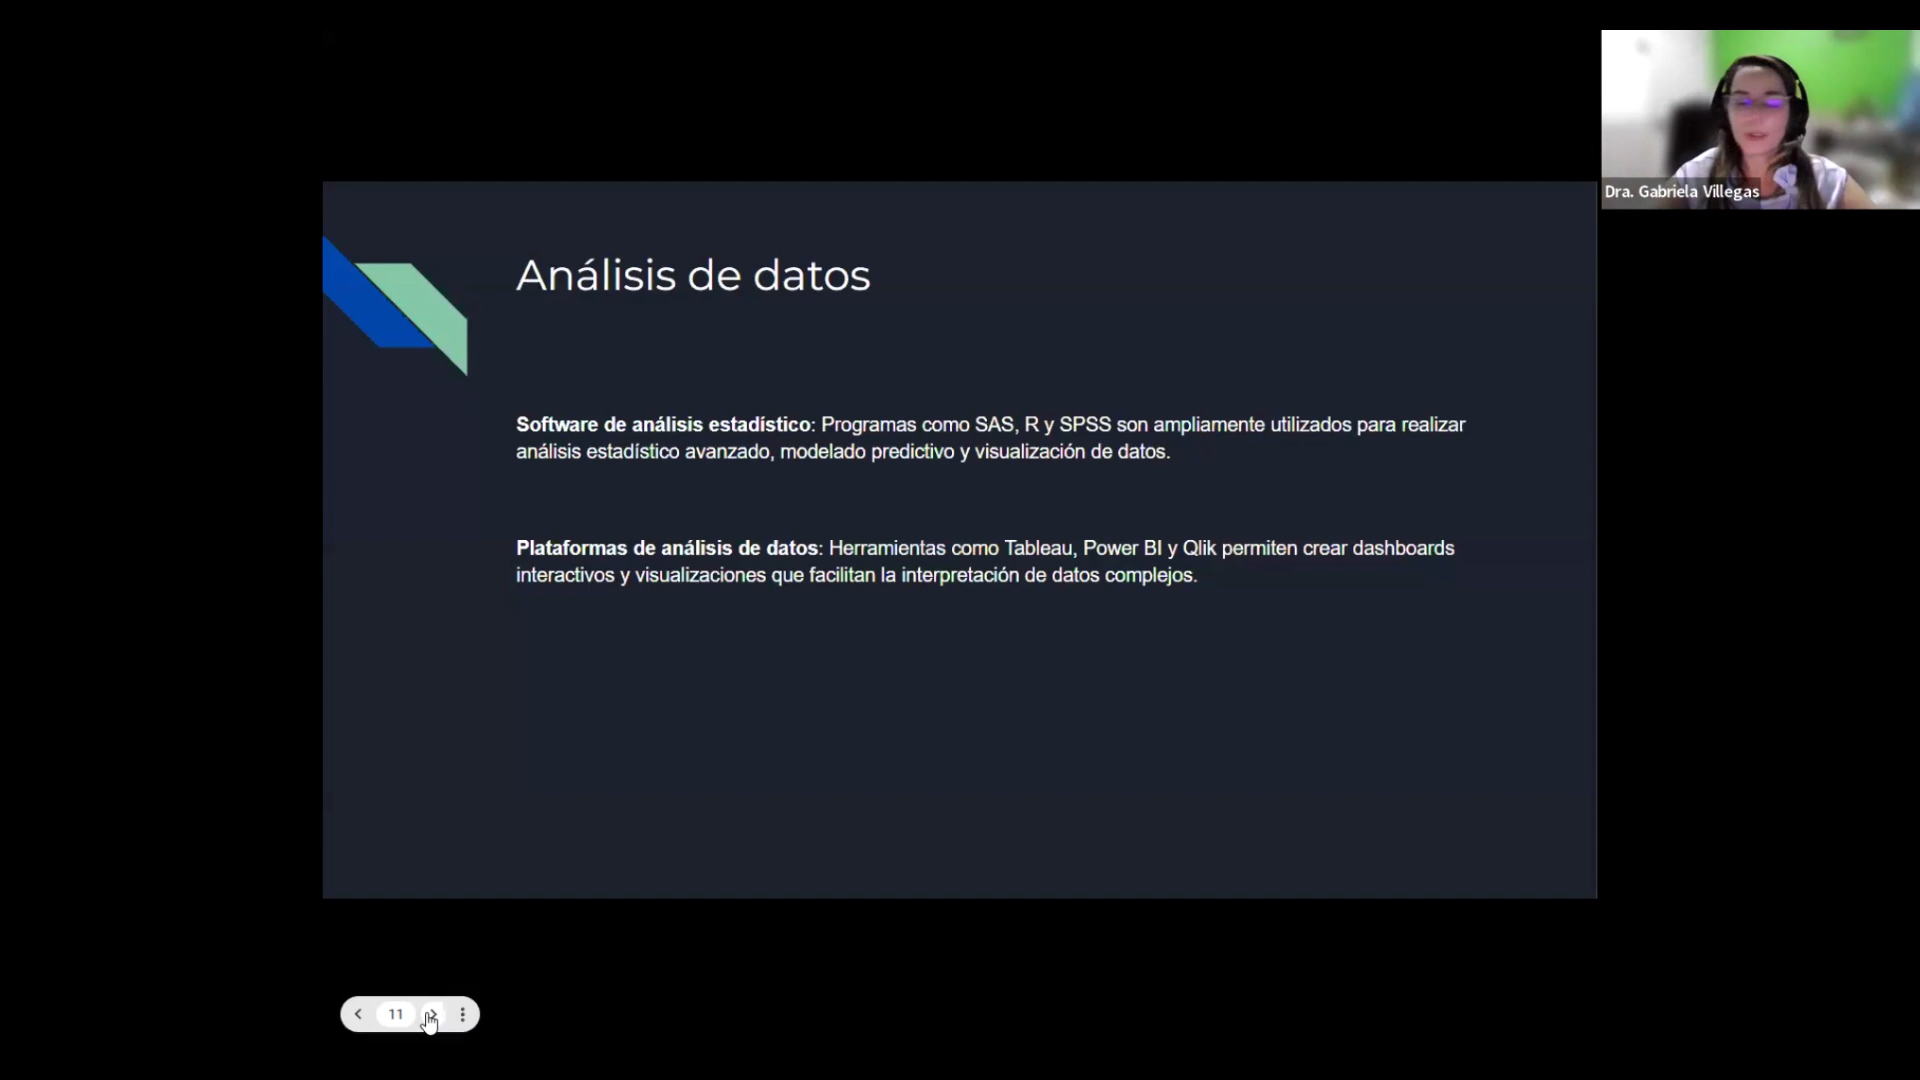 Dra. Gabriela Villegas
Análisis de datos
Software de análisis estadístico: Programas como SAS, R y SPSS son ampliamente utilizados para realizar
análisis estadístico avanzado, modelado predictivo y visualización de datos.
Plataformas de análisis de datos: Herramientas como Tableau, Power BI y Qlik permiten crear dashboards
interactivos y visualizaciones que facilitan la interpretación de datos complejos.
11